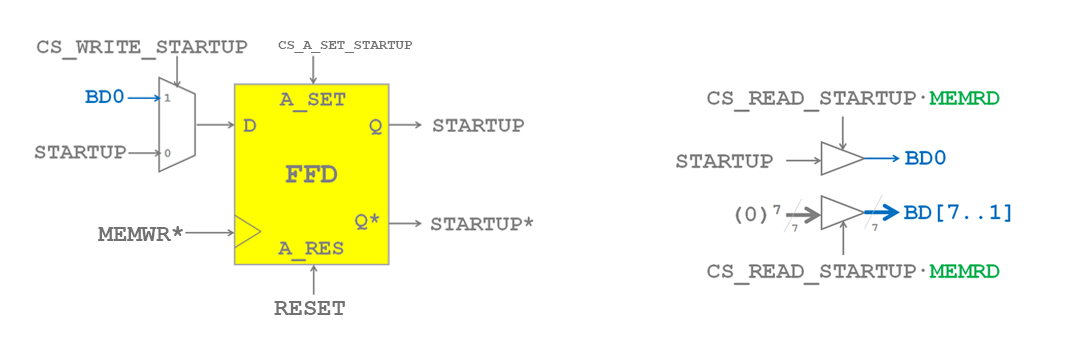 CS_WRITE_STARTUP
CS_A_SET_STARTUP
BD0
1
A_SET
D
Q
STARTUP
STARTUP
0
FFD
MEMWR*
Q*
STARTUP*
A_RES
RESET
CS_READ_STARTUP·MEMRD
STARTUP
BD0
(0)⁷
7
7
BD[7..1]
CS_READ_STARTUP·MEMRD